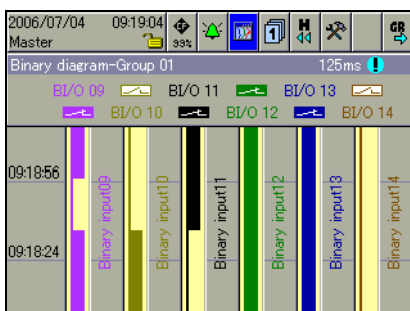 2006/07/04 09:19:04 CF H GR
Master 99% 1
Binary diagram-Group 01 125ms !
BI/O 09 BI/O 11 BI/O 13
BI/O 10 BI/O 12 BI/O 14
09:18:56
09:18:24
Binary input09
Binary input10
Binary input11
Binary input12
Binary input13
Binary input14